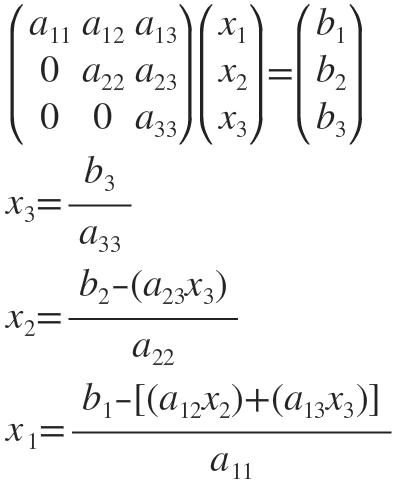 ( a₁₁ a₁₂ a₁₃ ) ( x₁ ) = ( b₁ )
( 0 a₂₂ a₂₃ ) ( x₂ ) = ( b₂ )
( 0 0 a₃₃ ) ( x₃ ) = ( b₃ )
x₃= b₃ / a₃₃
x₂= b₂-(a₂₃x₃) / a₂₂
x₁= b₁-[(a₁₂x₂)+(a₁₃x₃)] / a₁₁